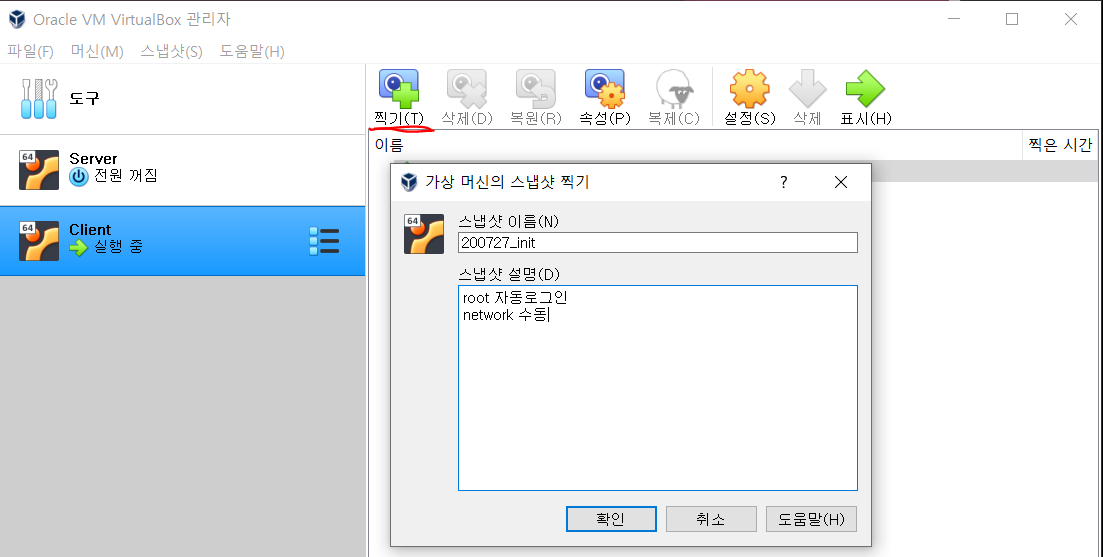 Oracle VM VirtualBox 관리자
파일(F) 머신(M) 스냅샷(S) 도움말(H)
도구
찍기(T) 삭제(D) 복원(R) 속성(P) 복제(C) 설정(S) 삭제 표시(H)
이름 찍은 시간
64
Server
전원 꺼짐
64
Client
실행 중
가상 머신의 스냅샷 찍기 ?
64
스냅샷 이름(N)
200727_init
스냅샷 설명(D)
root 자동로그인
network 수동
확인 취소 도움말(H)